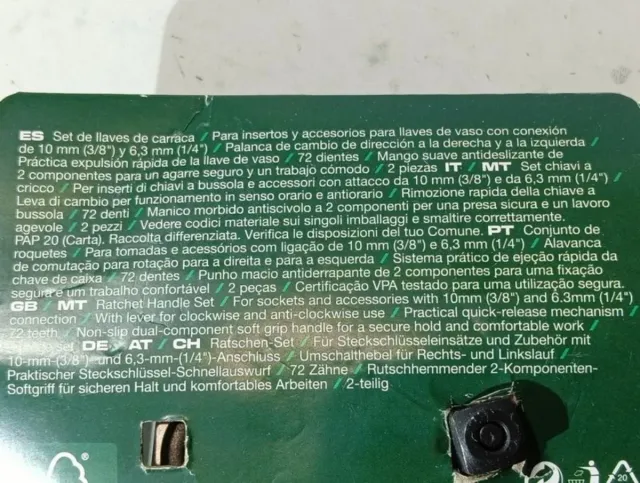 ES Set de llaves de carraca / Para insertos y accesorios para llaves de vaso con conexión
de 10 mm (3/8") y 6,3 mm (1/4") / Palanca de cambio de dirección a la derecha y a la izquierda /
Práctica expulsión rápida de la llave de vaso / 72 dientes / Mango suave antideslizante de
2 componentes para un agarre seguro y un trabajo cómodo / 2 piezas IT / MT Set chiavi a
cricco / Per inserti di chiavi a bussola e accessori con attacco da 10 mm (3/8") e da 6,3 mm (1/4") /
Leva di cambio per funzionamento in senso orario e antiorario / Rimozione rapida della chiave a
bussola / 72 denti / Manico morbido antiscivolo a 2 componenti per una presa sicura e un lavoro
agevole / 2 pezzi / Vedere codici materiale sui singoli imballaggi e smaltire correttamente.
PAP 20 (Carta). Raccolta differenziata. Verifica le disposizioni del tuo Comune. PT Conjunto de
roquetes / Para tomadas e acessórios com ligação de 10 mm (3/8") e 6,3 mm (1/4") / Alavanca
de comutação para rotação para a direita e para a esquerda / Sistema prático de ejeção rápida da
chave de caixa / 72 dentes / Punho macio antiderrapante de 2 componentes para uma fixação
segura e um trabalho confortável / 2 peças / Certificação VPA testado para uma utilização segura.
GB / MT Ratchet Handle Set / For sockets and accessories with 10mm (3/8") and 6.3mm (1/4")
connection / With lever for clockwise and anti-clockwise use / Practical quick-release mechanism /
72 teeth / Non-slip dual-component soft grip handle for a secure hold and comfortable work /
set DE / AT / CH Ratschen-Set / Für Steckschlüsseleinsätze und Zubehör mit
10-mm-(3/8")- und 6,3-mm-(1/4")-Anschluss / Umschalthebel für Rechts- und Linkslauf /
Praktischer Steckschlüssel-Schnellauswurf / 72 Zähne / Rutschhemmender 2-Komponenten-
Softgriff für sicheren Halt und komfortables Arbeiten / 2-teilig
20